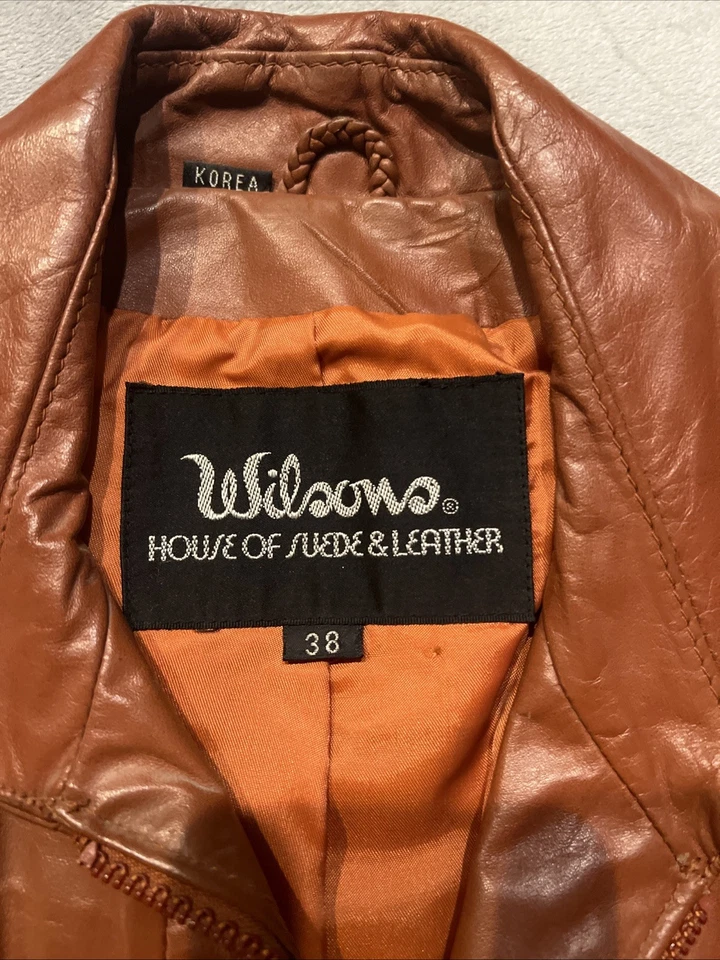 KOREA
Wilsons®
HOUSE OF SUEDE & LEATHER
38